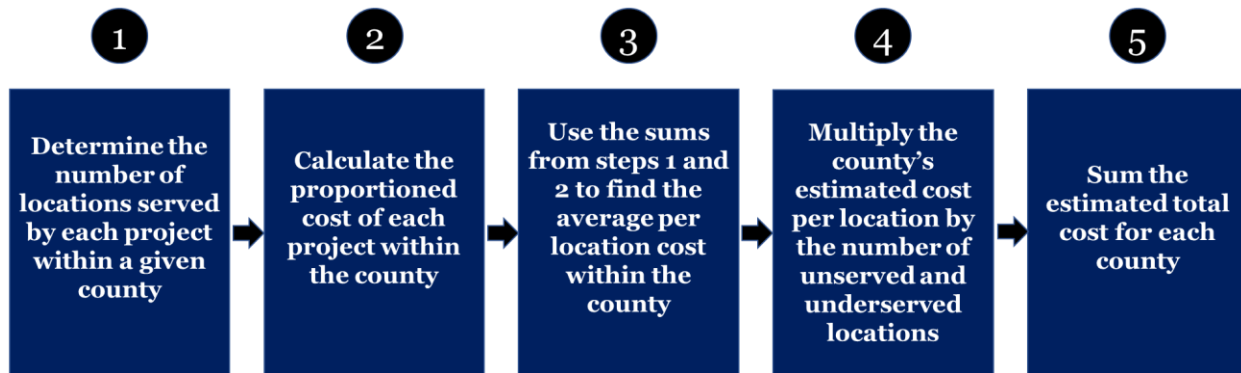 1
2
3
4
5
Determine the
number of
locations served
by each project
within a given
county
Calculate the
proportioned
cost of each
project within
the county
Use the sums
from steps 1 and
2 to find the
average per
location cost
within the
county
Multiply the
county's
estimated cost
per location by
the number of
unserved and
underserved
locations
Sum the
estimated total
cost for each
county